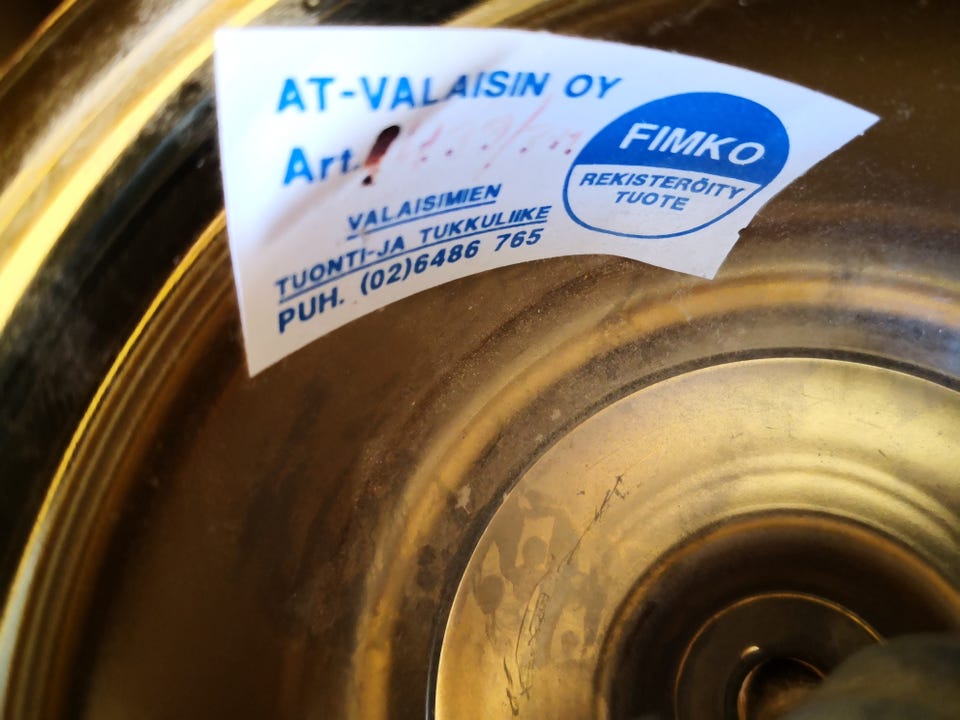 AT-VALAISIN OY
Art.
VALAISIMIEN
TUONTI-JA TUKKULIIKE
PUH. (02)6486 765
FIMKO
REKISTERÖITY
TUOTE